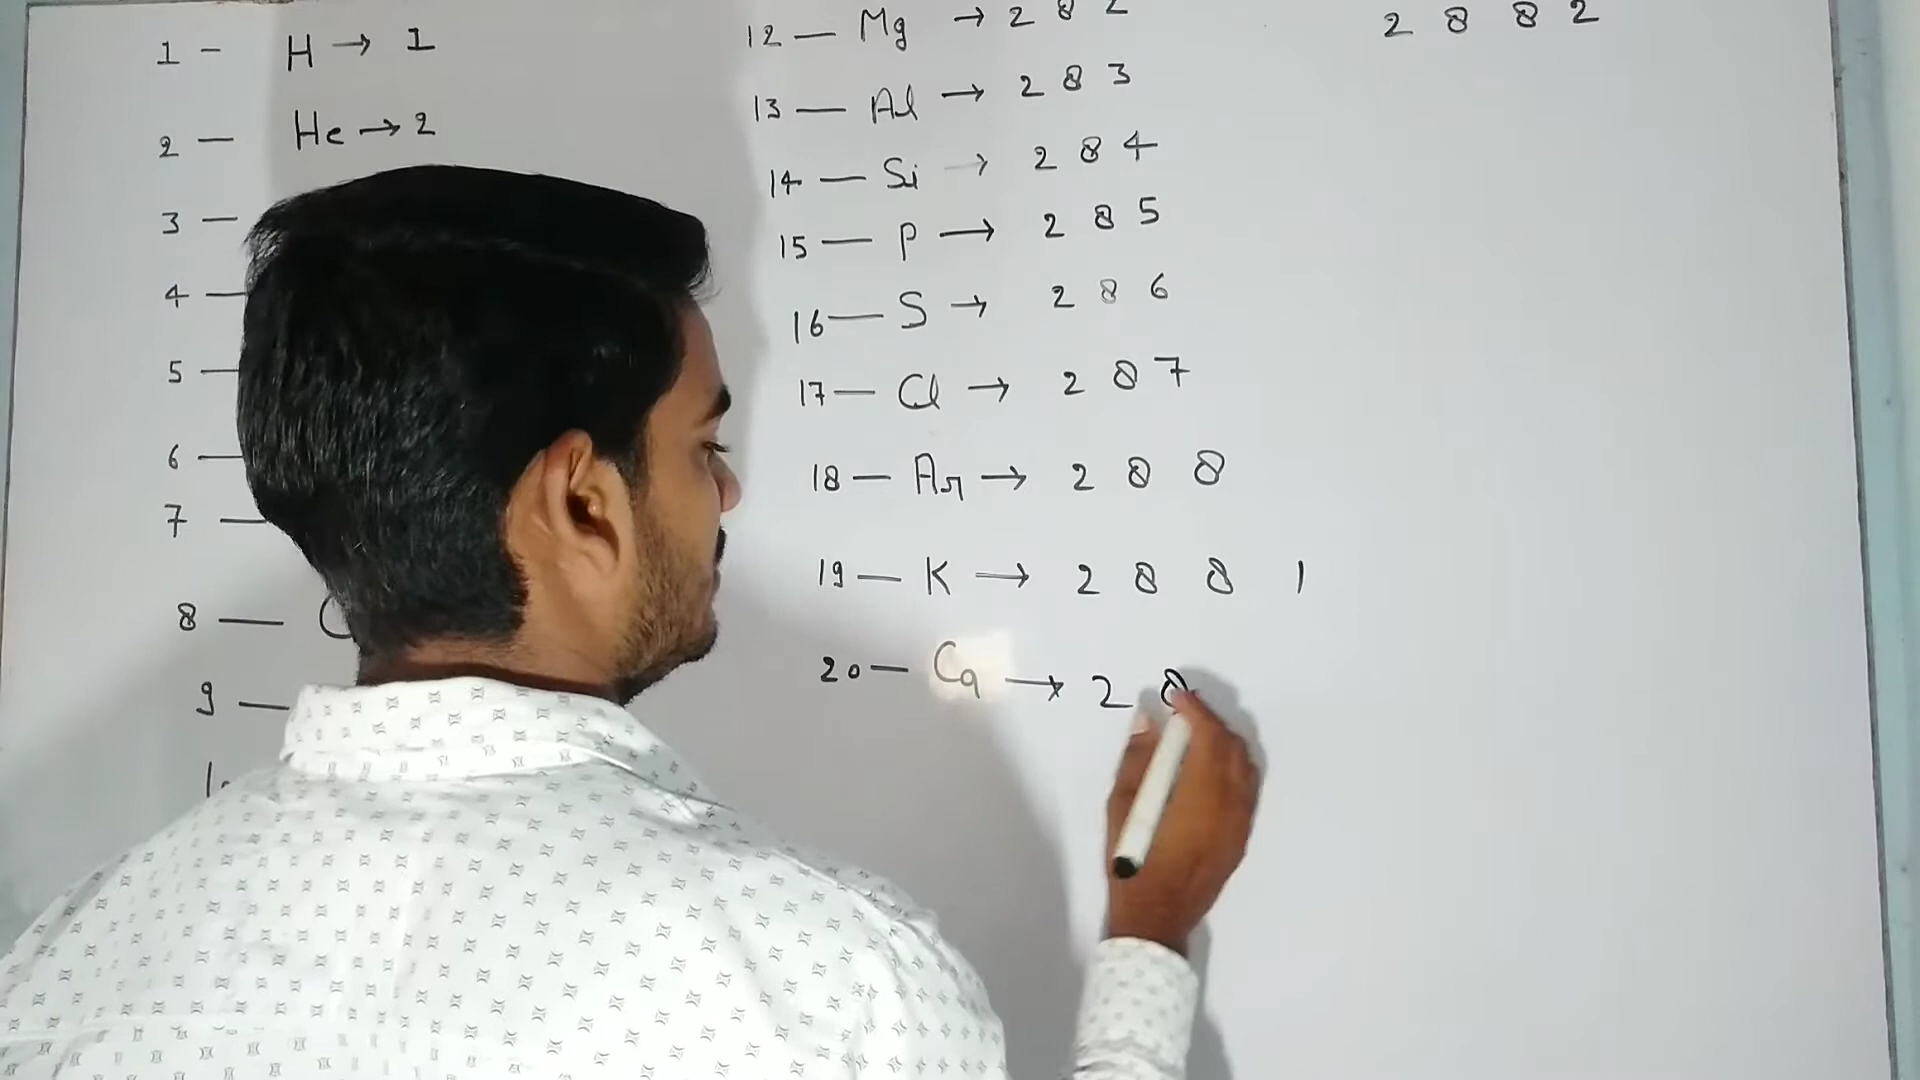 1 - H → 1
2 — He → 2
3 —
4 —
5 —
6 —
7 —
8 —
9 —
12 — Mg → 2 8 2
13 — Al → 2 8 3
14 — Si → 2 8 4
15 — P → 2 8 5
16 — S → 2 8 6
17 — Cl → 2 8 7
18 — Ar → 2 8 8
19 — K → 2 8 8 1
20 — Ca → 2 8
2 8 8 2